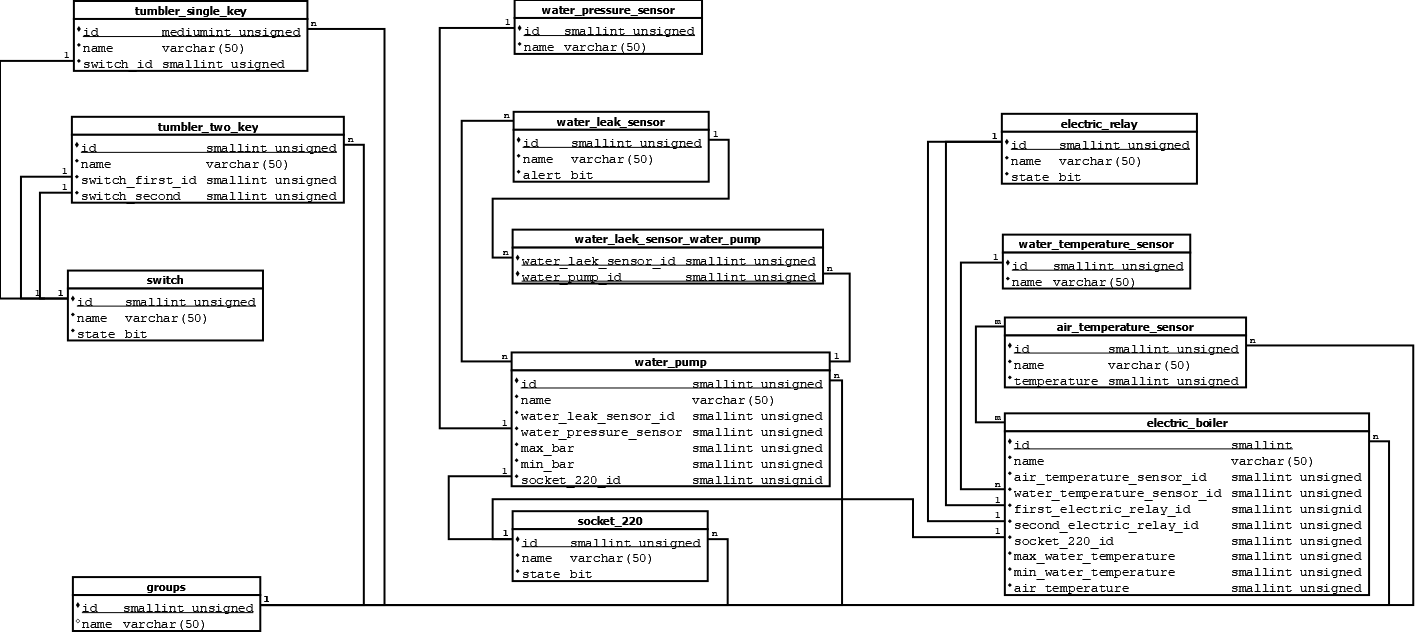 tumbler_single_key
id mediumint unsigned
name varchar(50)
switch_id smallint usigned
n
1
tumbler_two_key
id smallint unsigned
name varchar(50)
switch_first_id smallint unsigned
switch_second smallint unsigned
n
1
1
switch
id smallint unsigned
name varchar(50)
state bit
1
1
groups
id smallint unsigned
name varchar(50)
1
water_pressure_sensor
id smallint unsigned
name varchar(50)
1
water_leak_sensor
id smallint unsigned
name varchar(50)
alert bit
n
1
water_laek_sensor_water_pump
water_laek_sensor_id smallint unsigned
water_pump_id smallint unsigned
n
n
water_pump
id smallint unsigned
name varchar(50)
water_leak_sensor_id smallint unsigned
water_pressure_sensor smallint unsigned
max_bar smallint unsigned
min_bar smallint unsigned
socket_220_id smallint unsignid
n
1
n
1
1
socket_220
id smallint unsigned
name varchar(50)
state bit
1
n
electric_relay
id smallint unsigned
name varchar(50)
state bit
1
water_temperature_sensor
id smallint unsigned
name varchar(50)
1
air_temperature_sensor
id smallint unsigned
name varchar(50)
temperature smallint unsigned
m
n
electric_boiler
id smallint
name varchar(50)
air_temperature_sensor_id smallint unsigned
water_temperature_sensor_id smallint unsigned
first_electric_relay_id smallint unsignid
second_electric_relay_id smallint unsigned
socket_220_id smallint unsigned
max_water_temperature smallint unsigned
min_water_temperature smallint unsigned
air_temperature smallint unsigned
m
n
n
1
1
1